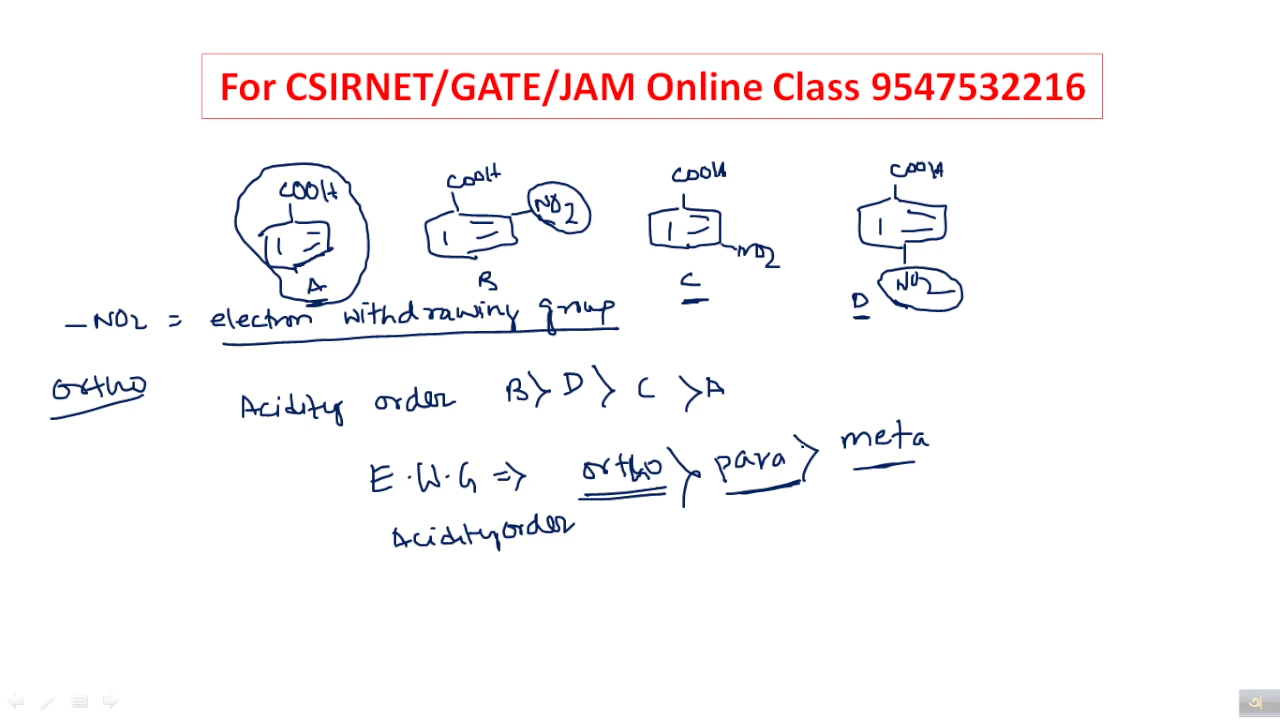 For CSIRNET/GATE/JAM Online Class 9547532216
COOH
COOH
NO2
COOH
NO2
COOH
NO2
A
B
C
D
-NO2 = electron withdrawing group
ortho
Acidity order B > D > C > A
E.W.G => ortho > para > meta
Acidity order
অ